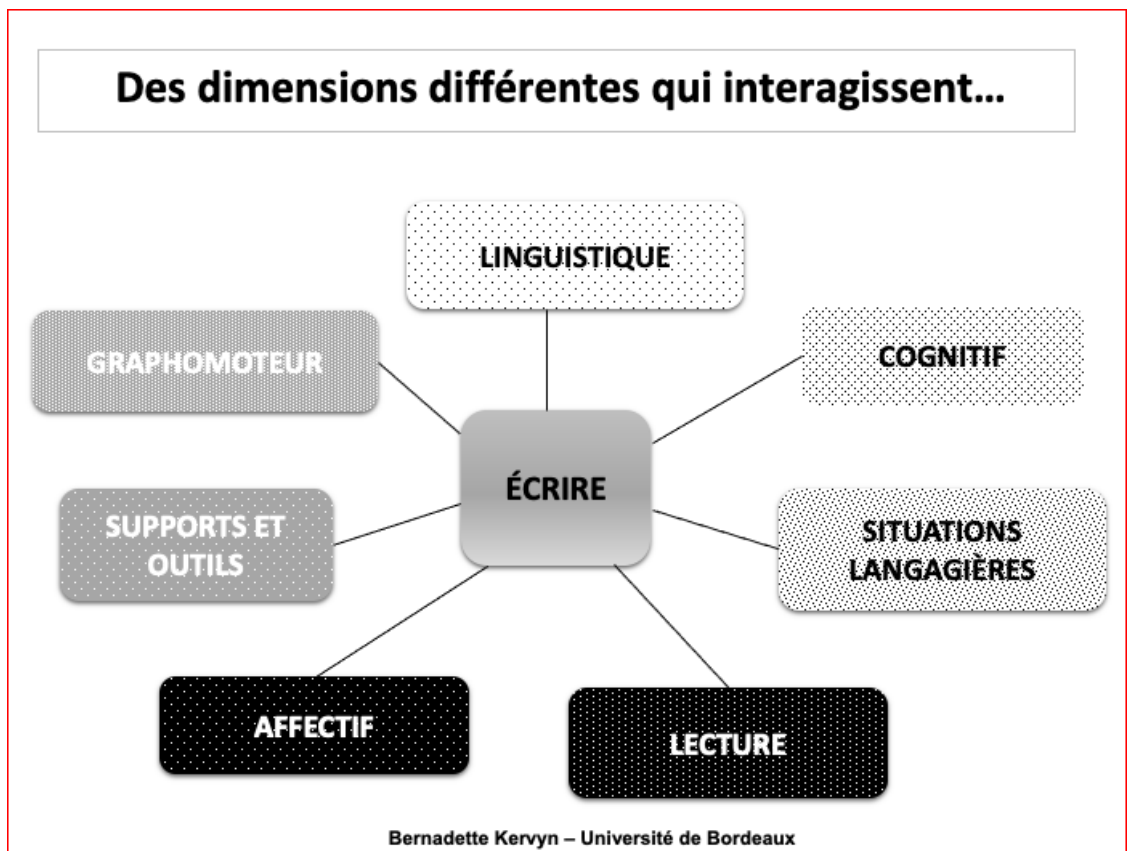 Des dimensions différentes qui interagissent...
LINGUISTIQUE
GRAPHOMOTEUR
COGNITIF
ÉCRIRE
SUPPORTS ET
OUTILS
SITUATIONS
LANGAGIÈRES
AFFECTIF
LECTURE
Bernadette Kervyn – Université de Bordeaux